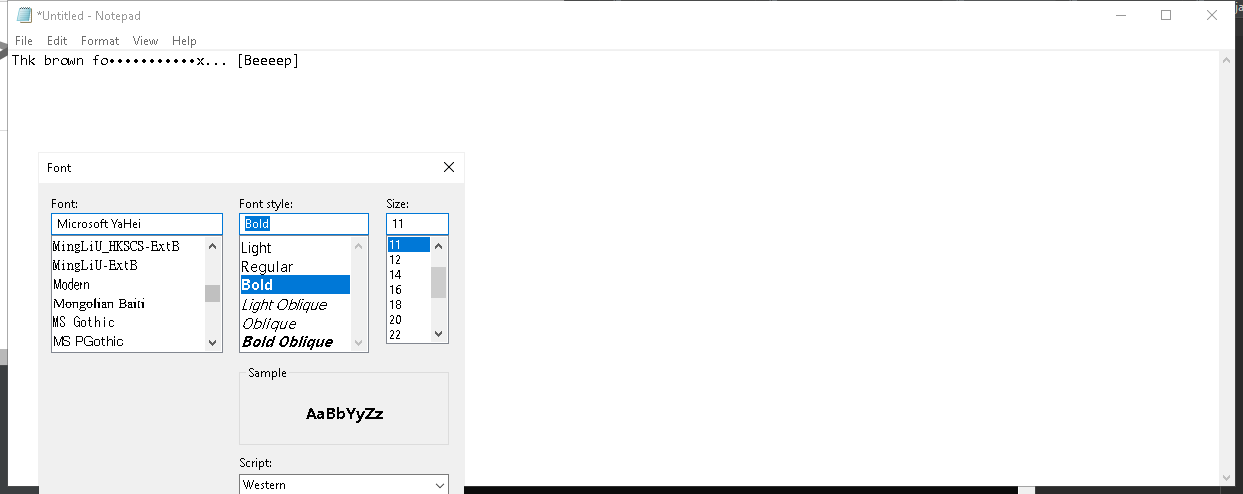 *Untitled - Notepad
File Edit Format View Help
Thk brown fo•••••••••••x... [Beeeep]
Font
Font: Font style: Size:
Microsoft YaHei Bold 11
MingLiU_HKSCS-ExtB Light 11
MingLiU-ExtB Regular 12
Modern Bold 14
Mongolian Baiti Light Oblique 16
MS Gothic Oblique 18
MS PGothic Bold Oblique 20
22
Sample
AaBbYyZz
Script:
Western